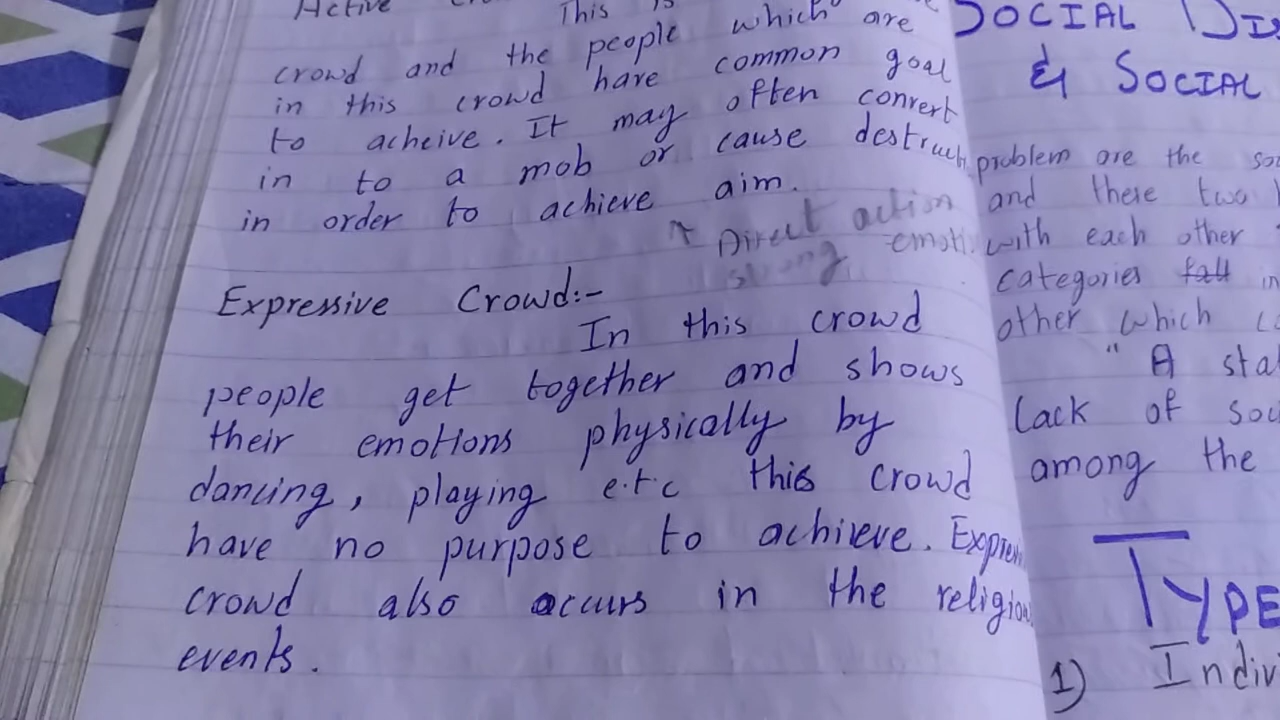 Active
This is
crowd and the people which are
in this crowd have common goal
to acheive. It may often convert
in to a mob or cause destruct
in order to achieve aim.
↑ Direct action
strong emoti
Expressive Crowd:-
In this crowd
people get together and shows
their emotions physically by
dancing, playing e.t.c this crowd
have no purpose to achieve. Expres
crowd also occurs in the religiou
events.
SOCIAL DIS
& SOCIAL
problem are the so
and these two
with each other
categories fall in
other which
" A sta
lack of so
among the
TYPE
1) Indiv